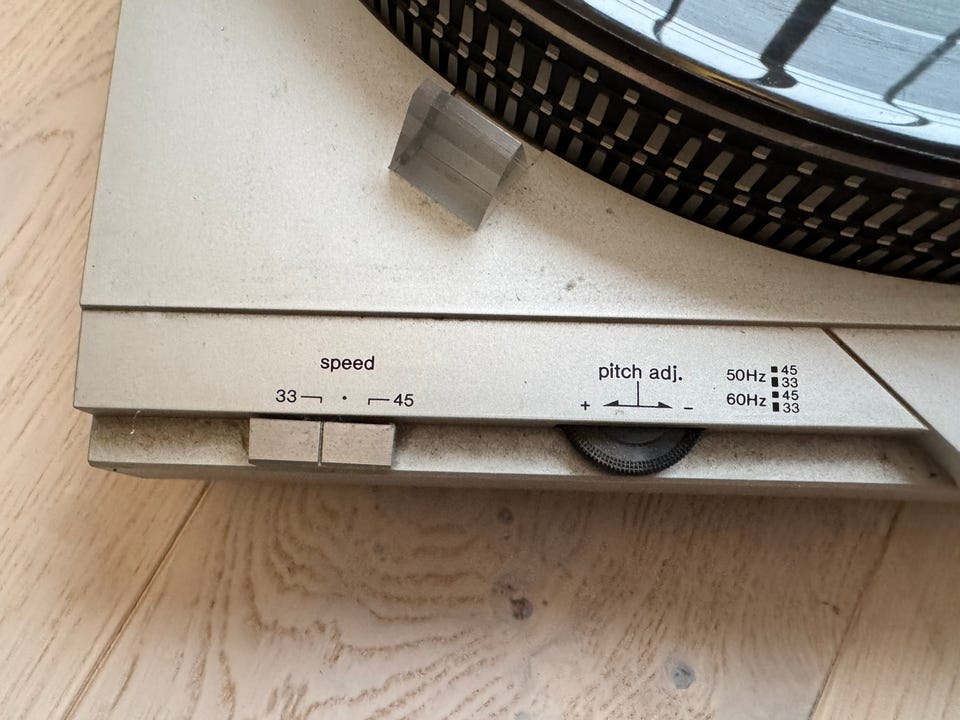 speed
33 45
pitch adj.
+ −
50Hz 45
33
60Hz 45
33